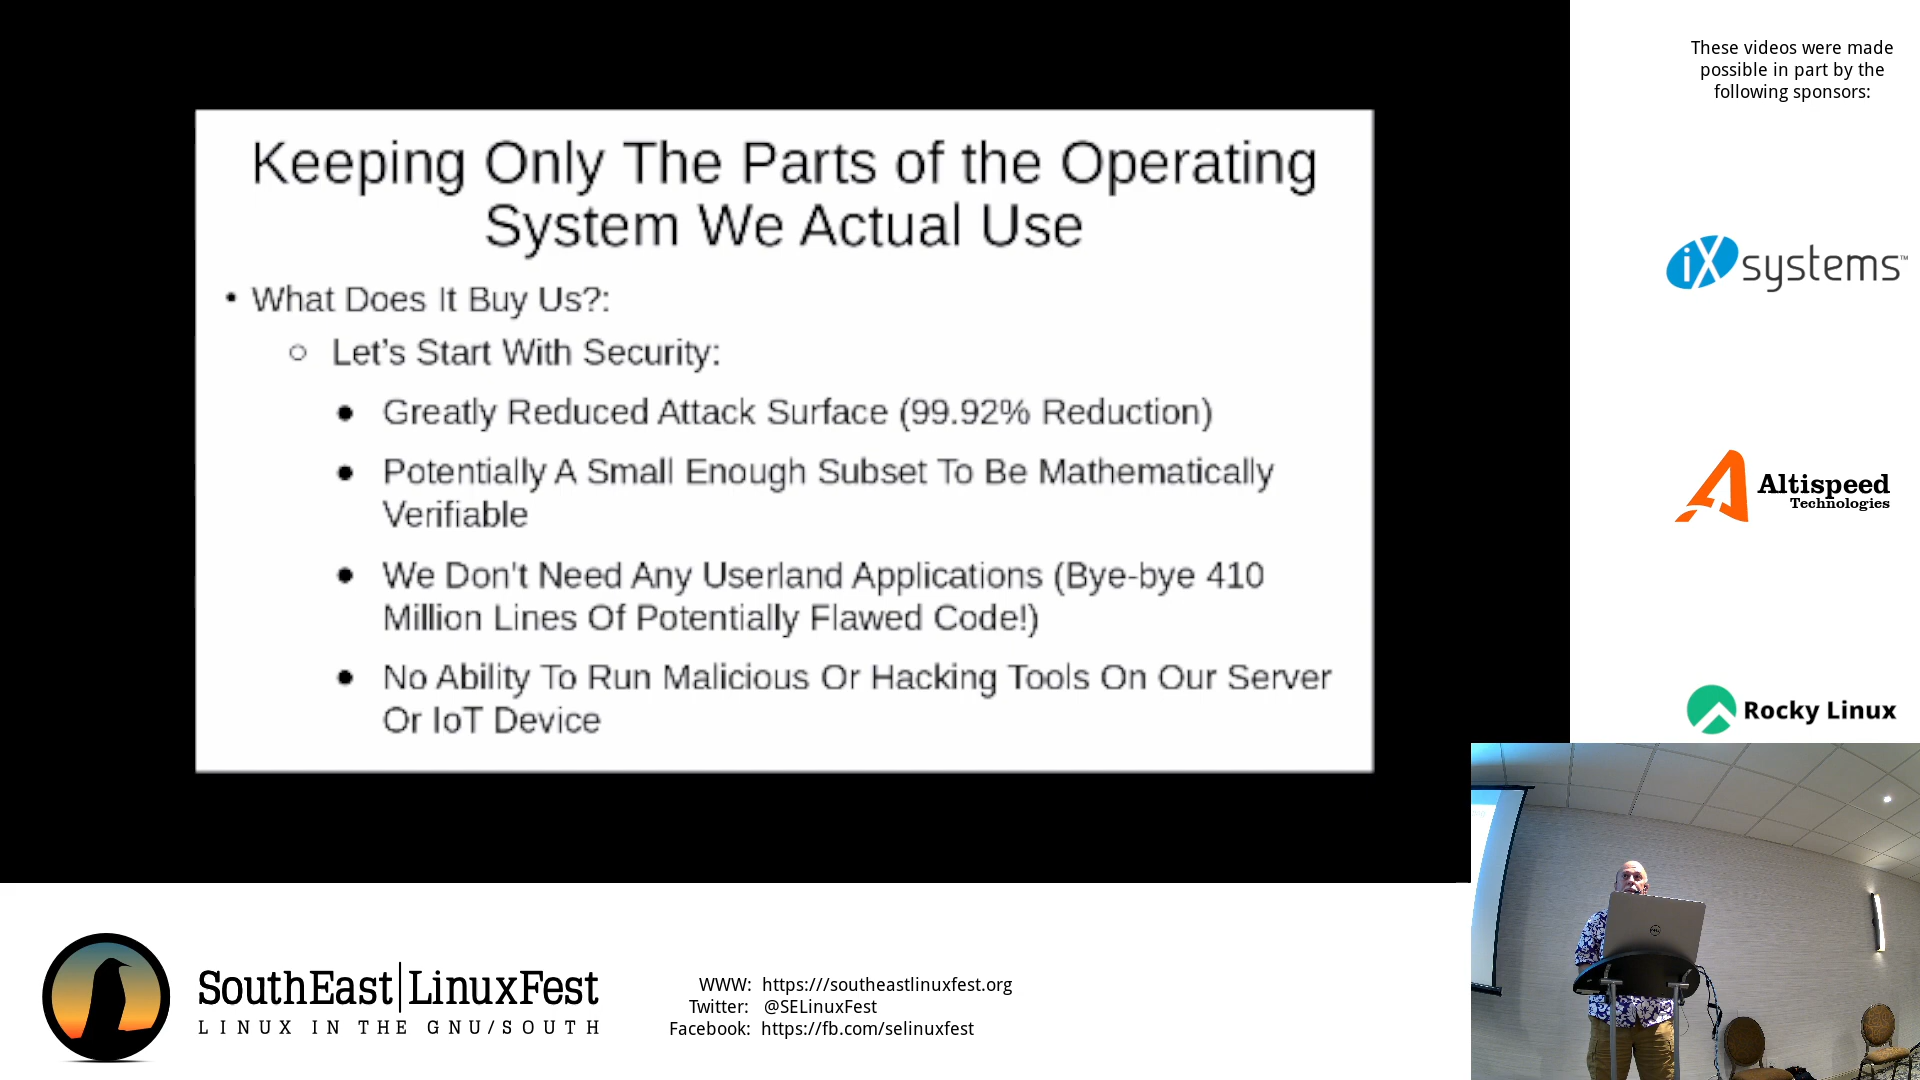 Keeping Only The Parts of the Operating
System We Actual Use
• What Does It Buy Us?:
○ Let's Start With Security:
● Greatly Reduced Attack Surface (99.92% Reduction)
● Potentially A Small Enough Subset To Be Mathematically
Verifiable
● We Don't Need Any Userland Applications (Bye-bye 410
Million Lines Of Potentially Flawed Code!)
● No Ability To Run Malicious Or Hacking Tools On Our Server
Or IoT Device
These videos were made
possible in part by the
following sponsors:
iXsystems™
Altispeed
Technologies
Rocky Linux
SouthEast|LinuxFest
LINUX IN THE GNU/SOUTH
WWW: https:///southeastlinuxfest.org
Twitter: @SELinuxFest
Facebook: https://fb.com/selinuxfest
DELL